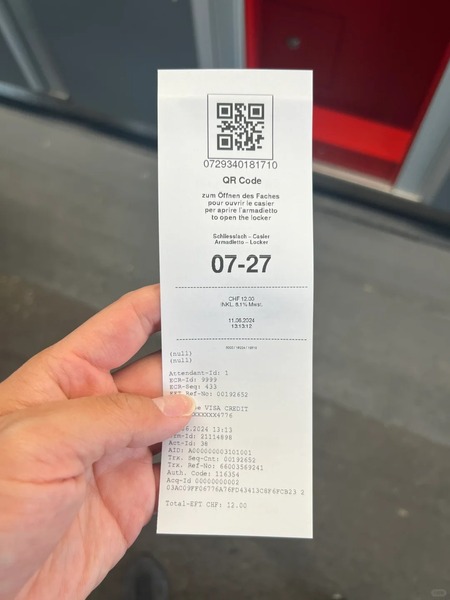 0729340181710
QR Code
zum Öffnen des Faches
pour ouvrir le casier
per aprire l'armadietto
to open the locker
Schliessfach - Casier
Armadietto - Locker
07-27
CHF 12.00
INKL. 8,1% Mwst.
11.06.2024
13:13:12
(null)
(null)
Attendant-Id: 1
ECR-Id: 9999
ECR-Seq: 433
Ref-No: 00192652
VISA CREDIT
XXXXXX4776
.06.2024 13:13
Id: 21114898
Act-Id: 38
AID: A0000000031010
Trx. Seq-Cnt: 00192652
Trx. Ref-No: 66003569241
Auth. Code: 116354
Acq-Id 00000000002
Total-EFT CHF: 12.00